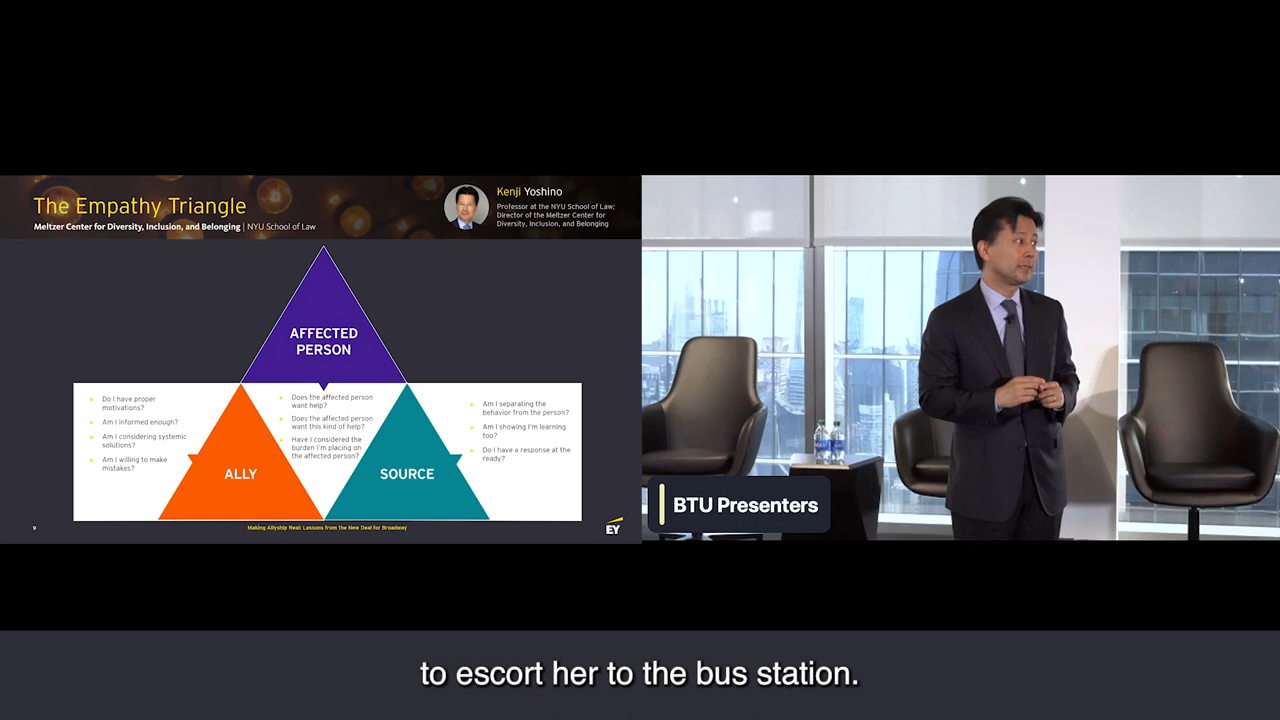 The Empathy Triangle
Meltzer Center for Diversity, Inclusion, and Belonging | NYU School of Law
Kenji Yoshino
Professor at the NYU School of Law;
Director of the Meltzer Center for
Diversity, Inclusion, and Belonging
AFFECTED
PERSON
Do I have proper
motivations?
Am I informed enough?
Am I considering systemic
solutions?
Am I willing to make
mistakes?
ALLY
Does the affected person
want help?
Does the affected person
want this kind of help?
Have I considered the
burden I'm placing on
the affected person?
SOURCE
Am I separating the
behavior from the person?
Am I showing I'm learning
too?
Do I have a response at the
ready?
9
Making Allyship Real: Lessons from the New Deal for Broadway
EY
BTU Presenters
to escort her to the bus station.